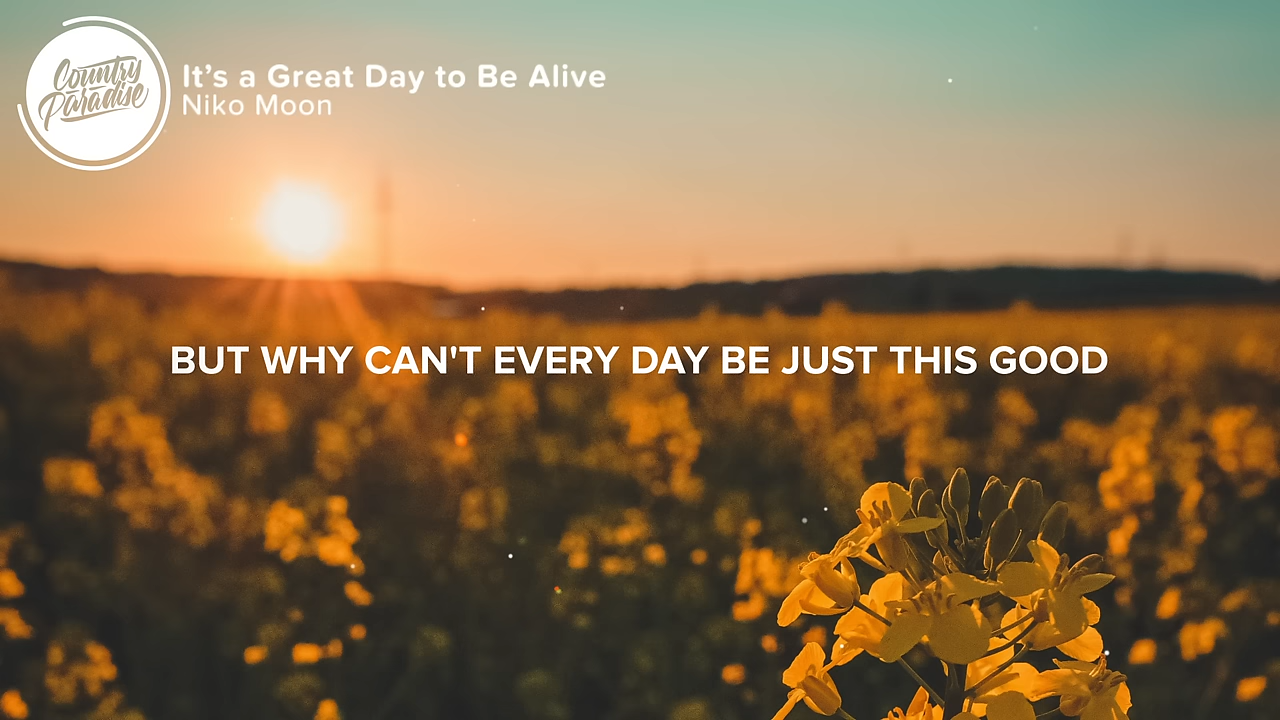 Country
Paradise
It’s a Great Day to Be Alive
Niko Moon
BUT WHY CAN'T EVERY DAY BE JUST THIS GOOD